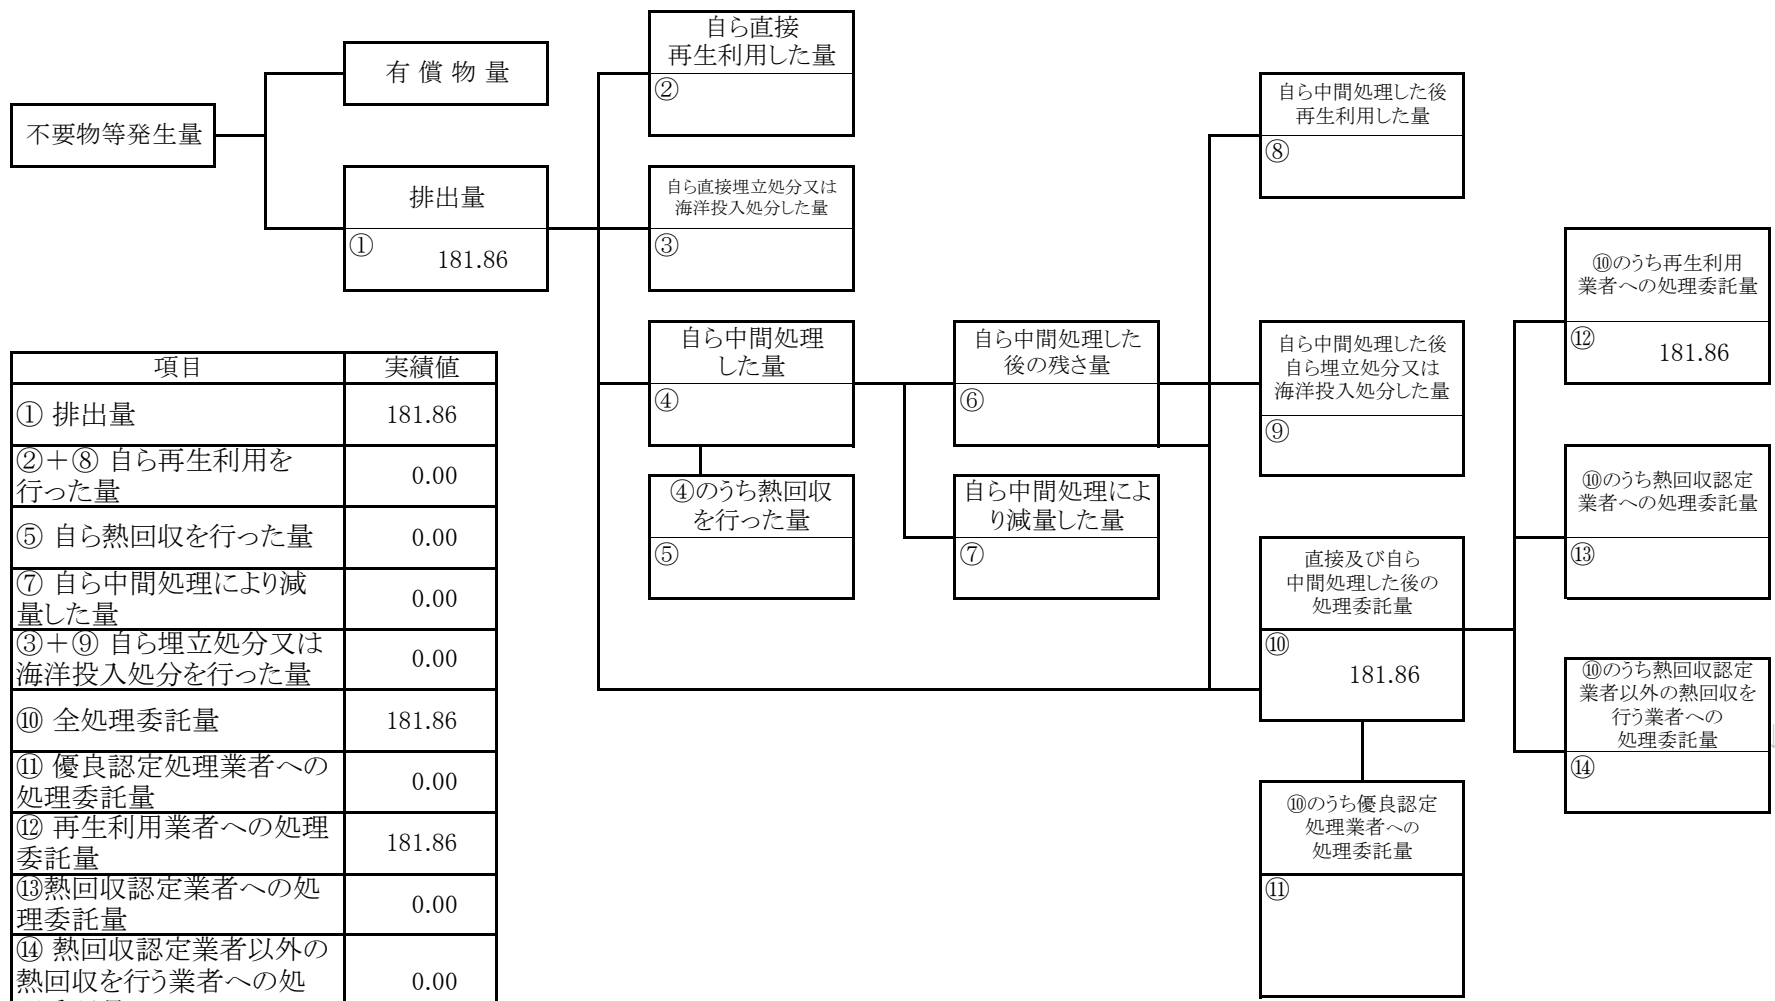 自ら直接
再生利用した量
②
有 償 物 量
不要物等発生量
排出量
①
181.86
自ら直接埋立処分又は
海洋投入処分した量
③
自ら中間処理した後
再生利用した量
⑧
自ら中間処理
した量
④
自ら中間処理した
後の残さ量
⑥
自ら中間処理した後
自ら埋立処分又は
海洋投入処分した量
⑨
⑩のうち再生利用
業者への処理委託量
⑫
181.86
④のうち熱回収
を行った量
⑤
自ら中間処理によ
り減量した量
⑦
⑩のうち熱回収認定
業者への処理委託量
⑬
直接及び自ら
中間処理した後の
処理委託量
⑩
181.86
⑩のうち熱回収認定
業者以外の熱回収を
行う業者への
処理委託量
⑭
⑩のうち優良認定
処理業者への
処理委託量
⑪
項目 実績値
① 排出量 181.86
②＋⑧ 自ら再生利用を
行った量 0.00
⑤ 自ら熱回収を行った量 0.00
⑦ 自ら中間処理により減
量した量 0.00
③＋⑨ 自ら埋立処分又は
海洋投入処分を行った量 0.00
⑩ 全処理委託量 181.86
⑪ 優良認定処理業者への
処理委託量 0.00
⑫ 再生利用業者への処理
委託量 181.86
⑬熱回収認定業者への処
理委託量 0.00
⑭ 熱回収認定業者以外の
熱回収を行う業者への処 0.00